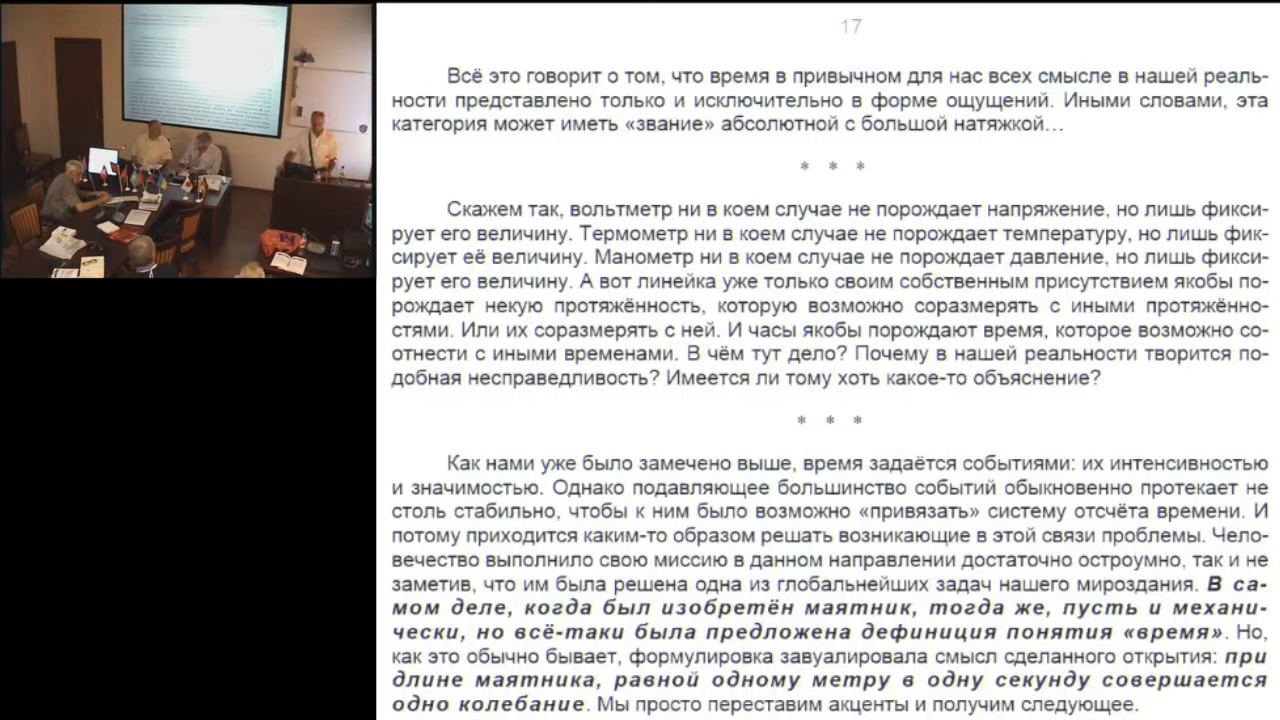 17
Всё это говорит о том, что время в привычном для нас всех смысле в нашей реаль-
ности представлено только и исключительно в форме ощущений. Иными словами, эта
категория может иметь «звание» абсолютной с большой натяжкой…
* * *
Скажем так, вольтметр ни в коем случае не порождает напряжение, но лишь фикси-
рует его величину. Термометр ни в коем случае не порождает температуру, но лишь фик-
сирует её величину. Манометр ни в коем случае не порождает давление, но лишь фикси-
рует его величину. А вот линейка уже только своим собственным присутствием якобы по-
рождает некую протяжённость, которую возможно соразмерять с иными протяжённо-
стями. Или их соразмерять с ней. И часы якобы порождают время, которое возможно со-
отнести с иными временами. В чём тут дело? Почему в нашей реальности творится по-
добная несправедливость? Имеется ли тому хоть какое-то объяснение?
* * *
Как нами уже было замечено выше, время задаётся событиями: их интенсивностью
и значимостью. Однако подавляющее большинство событий обыкновенно протекает не
столь стабильно, чтобы к ним было возможно «привязать» систему отсчёта времени. И
потому приходится каким-то образом решать возникающие в этой связи проблемы. Чело-
вечество выполнило свою миссию в данном направлении достаточно остроумно, так и не
заметив, что им была решена одна из глобальнейших задач нашего мироздания. В са-
мом деле, когда был изобретён маятник, тогда же, пусть и механи-
чески, но всё-таки была предложена дефиниция понятия «время». Но,
как это обычно бывает, формулировка завуалировала смысл сделанного открытия: при
длине маятника, равной одному метру в одну секунду совершается
одно колебание. Мы просто переставим акценты и получим следующее.